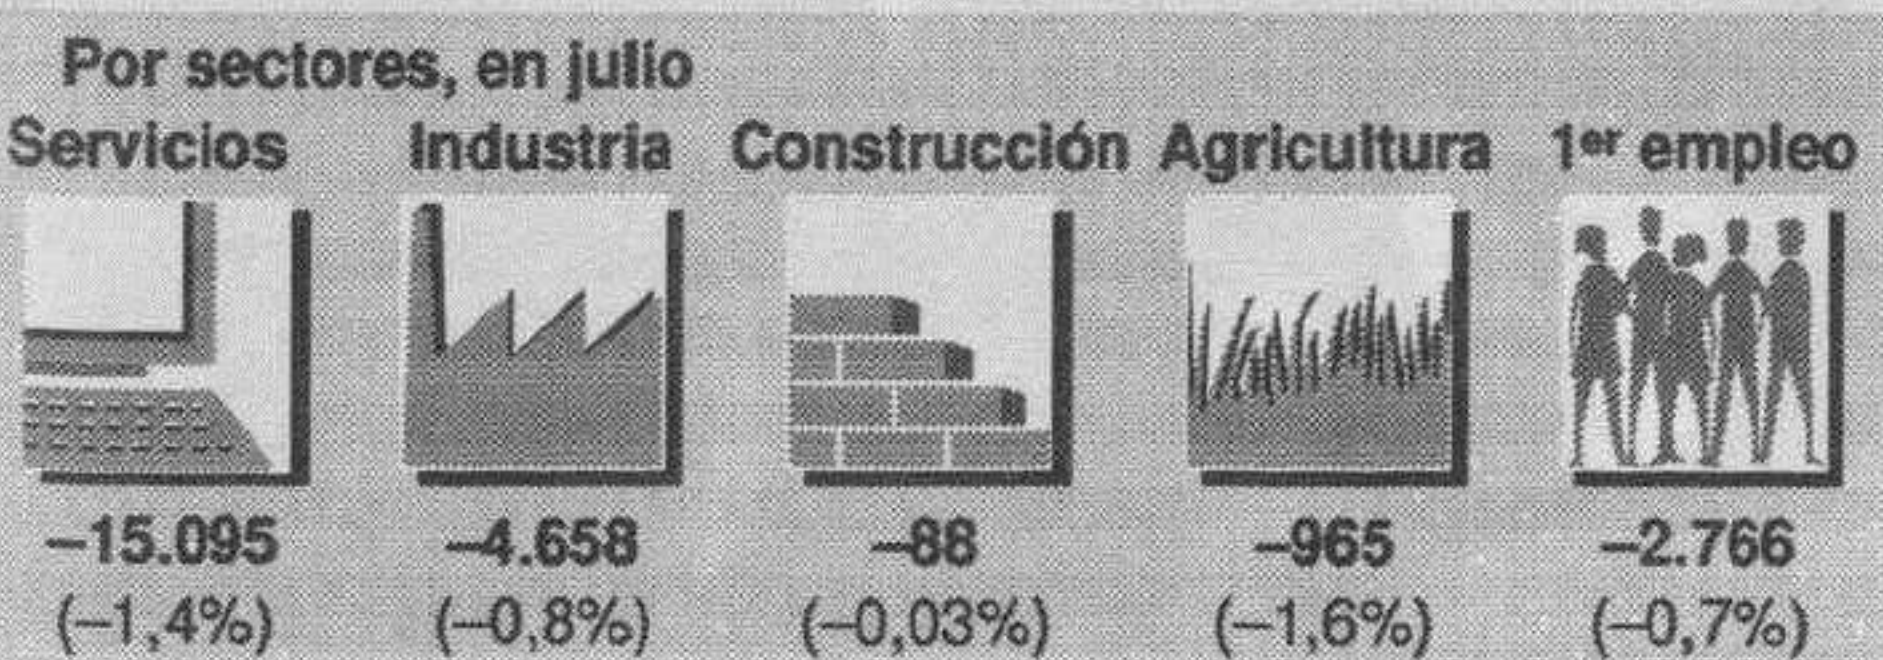 Por sectores, en julio
Servicios Industria Construcción Agricultura 1er empleo
–15.095 –4.658 –88 –965 –2.766
(–1,4%) (–0,8%) (–0,03%) (–1,6%) (–0,7%)